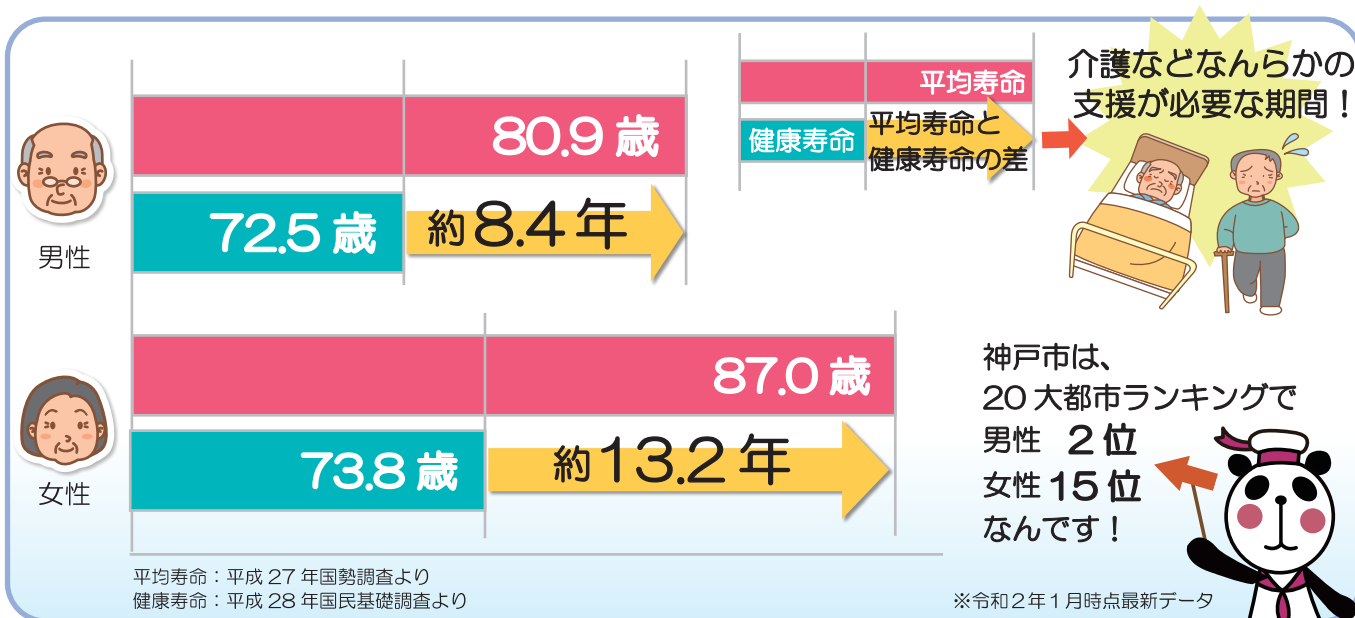 80.9 歳
72.5 歳
約8.4 年
男性
87.0 歳
73.8 歳
約13.2 年
女性
平均寿命
健康寿命
平均寿命と
健康寿命の差
介護などなんらかの
支援が必要な期間！
神戸市は、
20 大都市ランキングで
男性 2 位
女性 15 位
なんです！
平均寿命：平成 27 年国勢調査より
健康寿命：平成 28 年国民基礎調査より
※令和２年１月時点最新データ